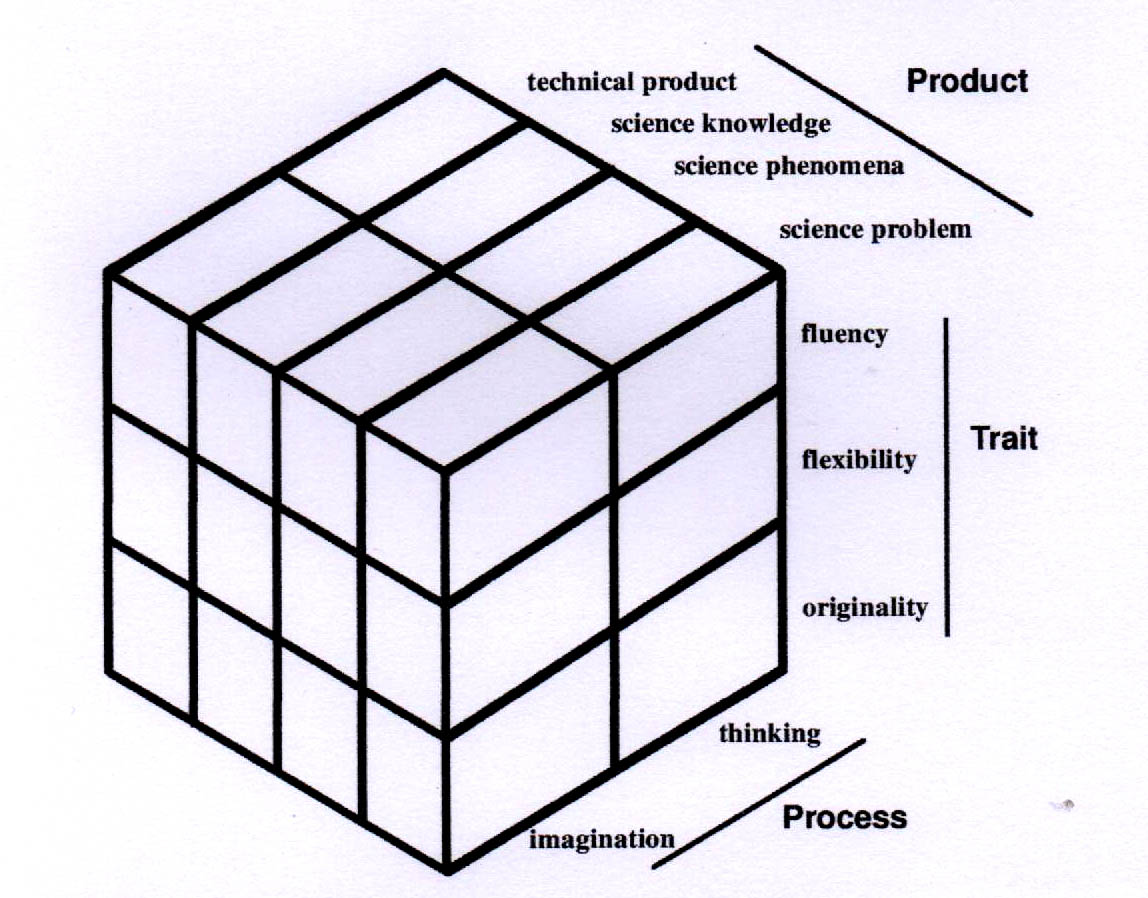 technical product
Product
science knowledge
science phenomena
science problem
fluency
flexibility
Trait
originality
thinking
Process
imagination